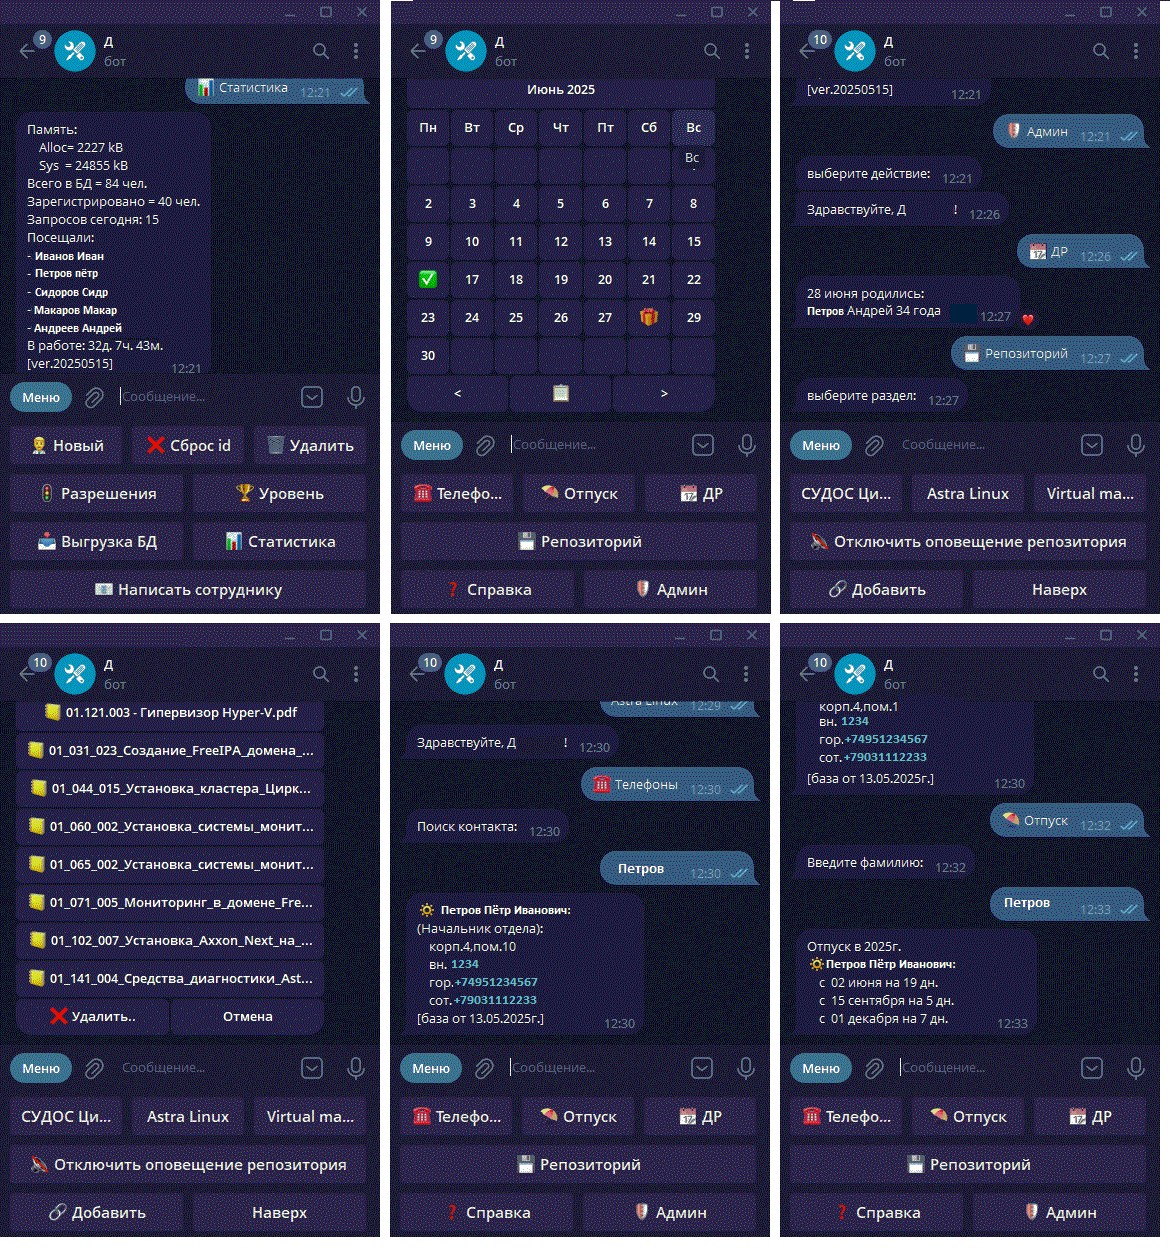 9
Д
бот
Статистика 12:21
Память:
Alloc= 2227 kB
Sys = 24855 kB
Всего в БД = 84 чел.
Зарегистрировано = 40 чел.
Запросов сегодня: 15
Посещали:
- Иванов Иван
- Петров пётр
- Сидоров Сидр
- Макаров Макар
- Андреев Андрей
В работе: 32д. 7ч. 43м.
[ver.20250515] 12:21
Меню Сообщение...
Новый Сброс id Удалить
Разрешения Уровень
Выгрузка БД Статистика
Написать сотруднику
9
Д
бот
Июнь 2025
Пн Вт Ср Чт Пт Сб Вс
Вс
2 3 4 5 6 7 8
9 10 11 12 13 14 15
17 18 19 20 21 22
23 24 25 26 27 29
30
< >
Меню Сообщение...
Телефо... Отпуск ДР
Репозиторий
Справка Админ
10
Д
бот
[ver.20250515] 12:21
Админ 12:21
выберите действие: 12:21
Здравствуйте, Д ! 12:26
ДР 12:26
28 июня родились:
Петров Андрей 34 года 12:27
Репозиторий 12:27
выберите раздел: 12:27
Меню Сообщение...
СУДОС Ци... Astra Linux Virtual ma...
Отключить оповещение репозитория
Добавить Наверх
10
Д
бот
01.121.003 - Гипервизор Hyper-V.pdf
01_031_023_Создание_FreeIPA_домена_...
01_044_015_Установка_кластера_Цирк...
01_060_002_Установка_системы_монит...
01_065_002_Установка_системы_монит...
01_071_005_Мониторинг_в_домене_Fre...
01_102_007_Установка_Axxon_Next_на_...
01_141_004_Средства_диагностики_Ast...
Удалить.. Отмена
Меню Сообщение...
СУДОС Ци... Astra Linux Virtual ma...
Отключить оповещение репозитория
Добавить Наверх
10
Д
бот
Astra Linux 12:29
Здравствуйте, Д ! 12:30
Телефоны 12:30
Поиск контакта: 12:30
Петров 12:30
Петров Пётр Иванович:
(Начальник отдела):
корп.4,пом.10
вн. 1234
гор.+74951234567
сот.+79031112233
[база от 13.05.2025г.] 12:30
Меню Сообщение...
Телефо... Отпуск ДР
Репозиторий
Справка Админ
10
Д
бот
корп.4,пом.1
вн. 1234
гор.+74951234567
сот.+79031112233
[база от 13.05.2025г.] 12:30
Отпуск 12:32
Введите фамилию: 12:32
Петров 12:33
Отпуск в 2025г.
Петров Пётр Иванович:
с 02 июня на 19 дн.
с 15 сентября на 5 дн.
с 01 декабря на 7 дн. 12:33
Меню Сообщение...
Телефо... Отпуск ДР
Репозиторий
Справка Админ